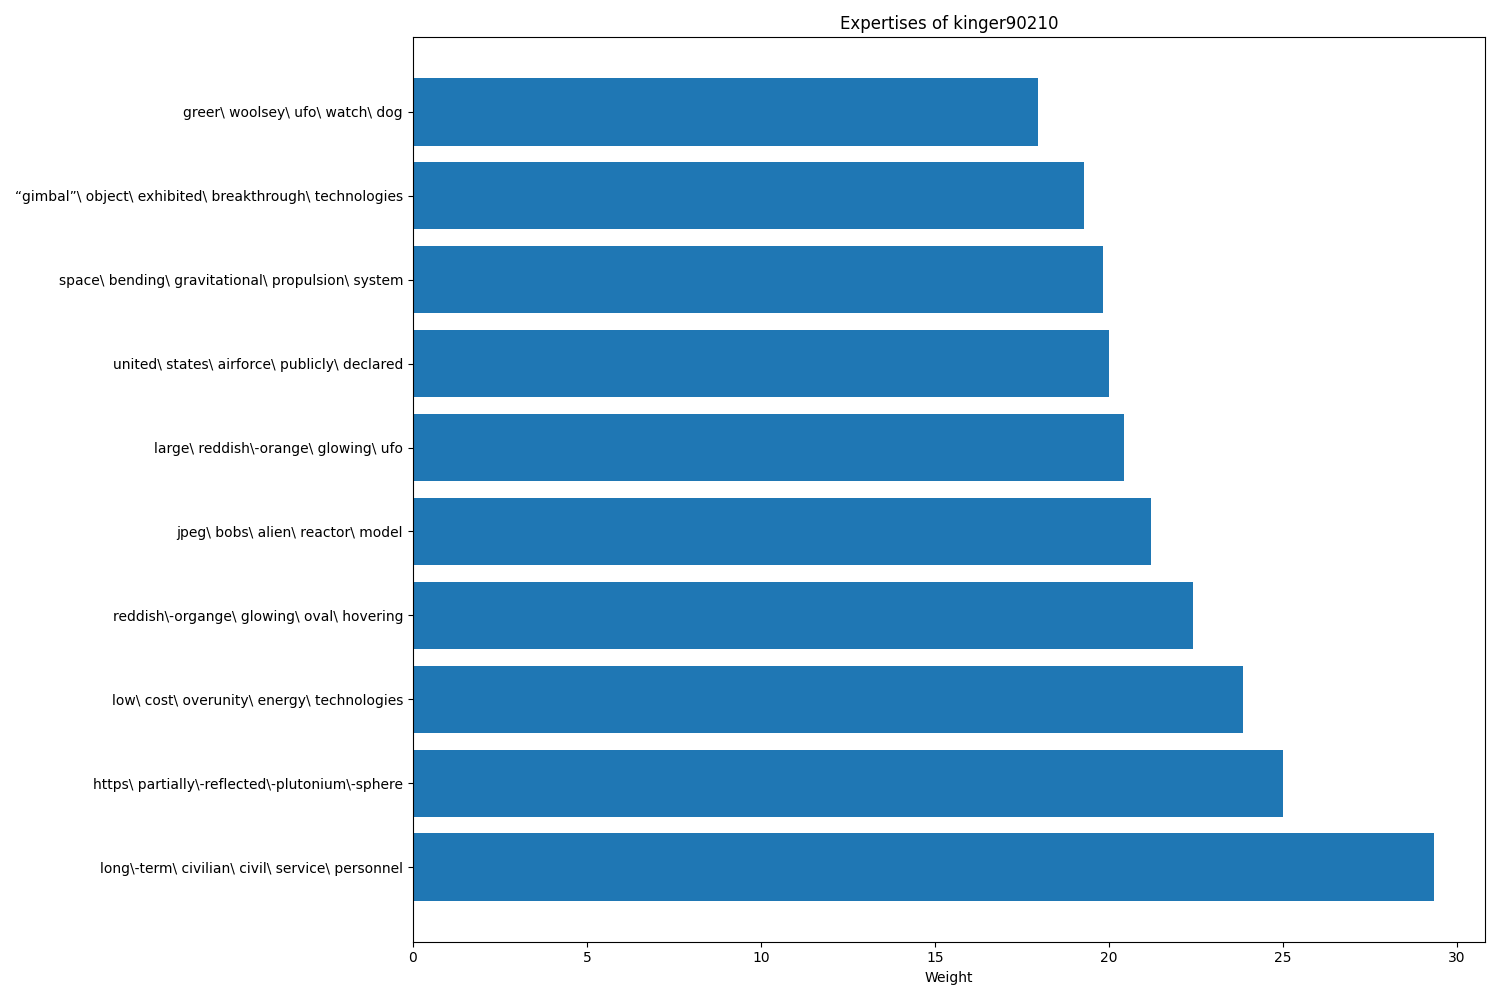 Expertises of kinger90210
greer\ woolsey\ ufo\ watch\ dog
“gimbal”\ object\ exhibited\ breakthrough\ technologies
space\ bending\ gravitational\ propulsion\ system
united\ states\ airforce\ publicly\ declared
large\ reddish\-orange\ glowing\ ufo
jpeg\ bobs\ alien\ reactor\ model
reddish\-organge\ glowing\ oval\ hovering
low\ cost\ overunity\ energy\ technologies
https\ partially\-reflected\-plutonium\-sphere
long\-term\ civilian\ civil\ service\ personnel
0 5 10 15 20 25 30
Weight